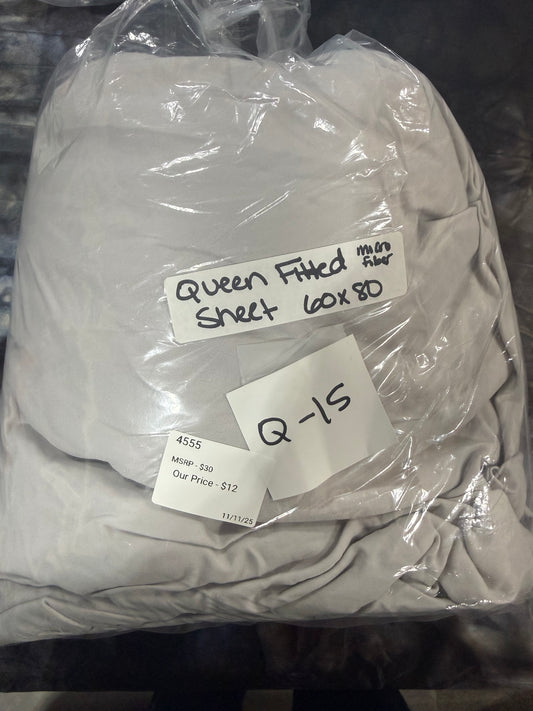 Queen Fitted Micro
Fiber
Sheet 60x80
Q-15
4555
MSRP - $30
Our Price - $12
11/11/25